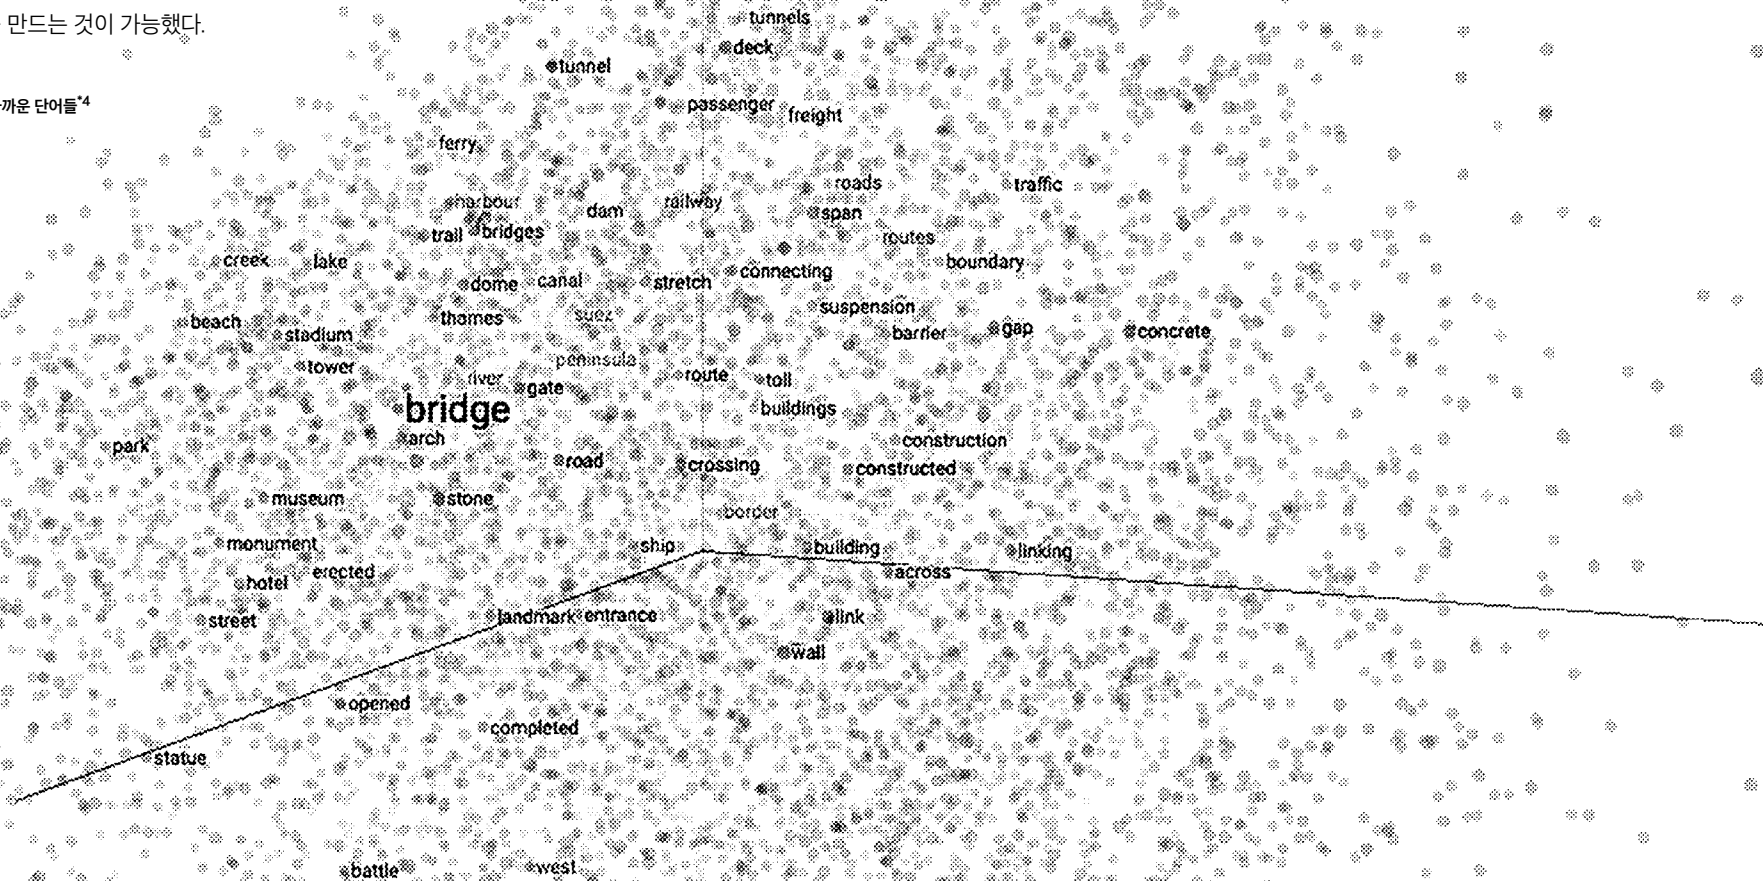 만드는 것이 가능했다.
까운 단어들*4
tunnels
deck
tunnel
passenger
freight
ferry
roads
traffic
harbour
dam
railway
span
trail
bridges
routes
creek
lake
connecting
boundary
dome
canal
stretch
suspension
thames
suez
beach
stadium
barrier
gap
concrete
tower
peninsula
river
gate
route
toll
bridge
buildings
arch
park
construction
road
crossing
constructed
museum
stone
border
monument
ship
building
linking
erected
across
hotel
street
landmark
entrance
link
wall
opened
completed
statue
battle
west